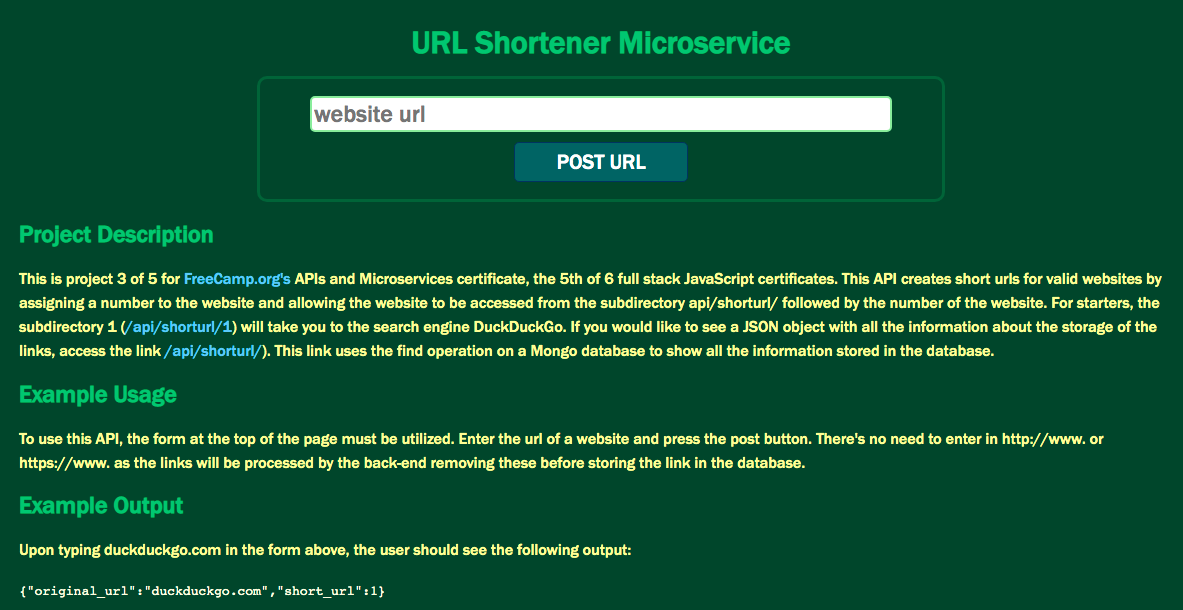 URL Shortener Microservice
website url
POST URL
Project Description
This is project 3 of 5 for FreeCamp.org's APIs and Microservices certificate, the 5th of 6 full stack JavaScript certificates. This API creates short urls for valid websites by
assigning a number to the website and allowing the website to be accessed from the subdirectory api/shorturl/ followed by the number of the website. For starters, the
subdirectory 1 (/api/shorturl/1) will take you to the search engine DuckDuckGo. If you would like to see a JSON object with all the information about the storage of the
links, access the link /api/shorturl/). This link uses the find operation on a Mongo database to show all the information stored in the database.
Example Usage
To use this API, the form at the top of the page must be utilized. Enter the url of a website and press the post button. There's no need to enter in http://www. or
https://www. as the links will be processed by the back-end removing these before storing the link in the database.
Example Output
Upon typing duckduckgo.com in the form above, the user should see the following output:
{"original_url":"duckduckgo.com","short_url":1}